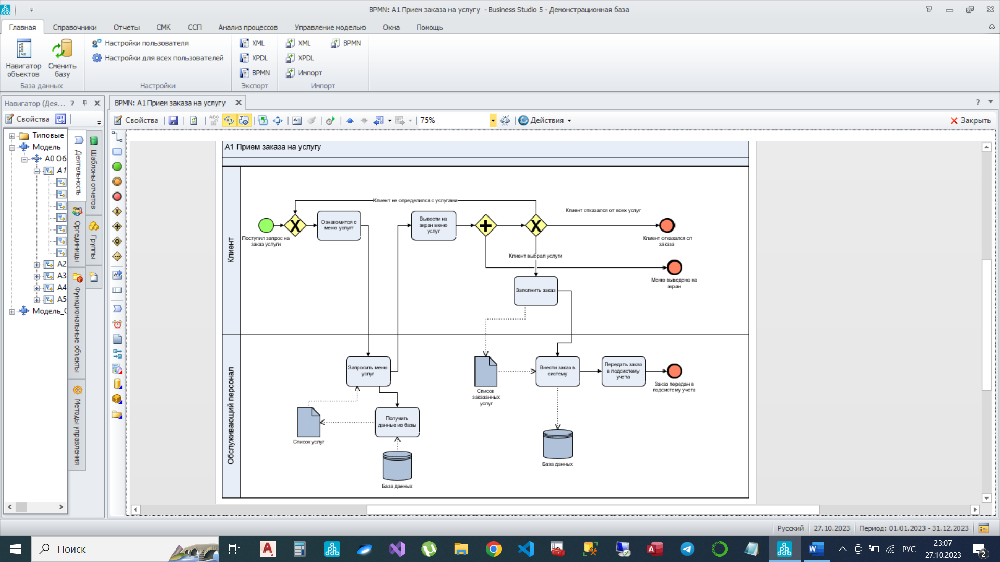 BPMN: A1 Прием заказа на услугу - Business Studio 5 - Демонстрационная база
Главная
Справочники
Отчеты
СМК
ССП
Анализ процессов
Управление моделью
Окна
Помощь
Навигатор
объектов
Сменить
базу
База данных
Настройки пользователя
Настройки для всех пользователей
Настройки
XML
XPDL
BPMN
Экспорт
XML
BPMN
XPDL
Импорт
Импорт
Навигатор (Дея...
BPMN: A1 Прием заказа на услугу
Свойства
Свойства
75%
Действия
Закрыть
Типовые
Модель
A0 Об
A1
A2
A3
A4
A5
Модель_С
Деятельность
Оргединицы
Функциональные объекты
Методы управления
Шаблоны отчетов
Группы
A1 Прием заказа на услугу
Клиент
Обслуживающий персонал
Клиент не определился с услугами
Клиент отказался от всех услуг
Поступил запрос на
заказ услуги
Ознакомится с
меню услугг
Вывести на
экран меню
услуг
Клиент отказался от
заказа
Клиент выбрал услуги
Меню выведено на
экран
Заполнить заказ
Запросить меню
услуг
Список услуг
Получить
данные из базы
База данных
Список
заказанных
услуг
Внести заказ в
систему
База данных
Передать заказ
в подсистему
учета
Заказ передан в
подсистему учета
Русский
27.10.2023
Период: 01.01.2023 - 31.12.2023
Поиск
РУС
23:07
27.10.2023
2